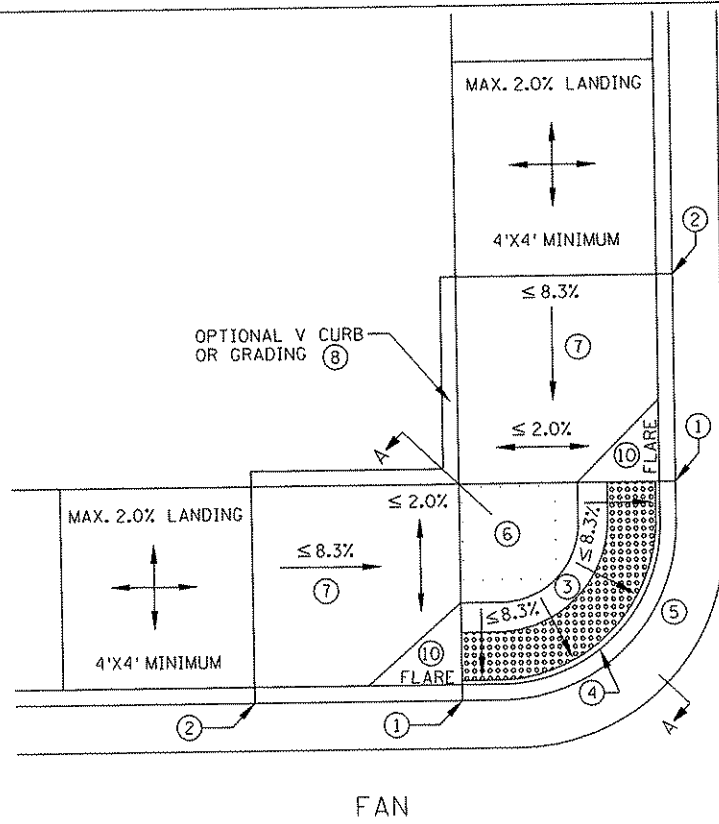 MAX. 2.0% LANDING
4'X4' MINIMUM
2
≤ 8.3%
OPTIONAL V CURB
OR GRADING 8
7
≤ 2.0%
A
10
FLARE
1
MAX. 2.0% LANDING
≤ 2.0%
≤ 8.3%
6
≤8.3%
7
3
≤8.3%
5
4'X4' MINIMUM
10
FLARE
4
2
1
A
FAN